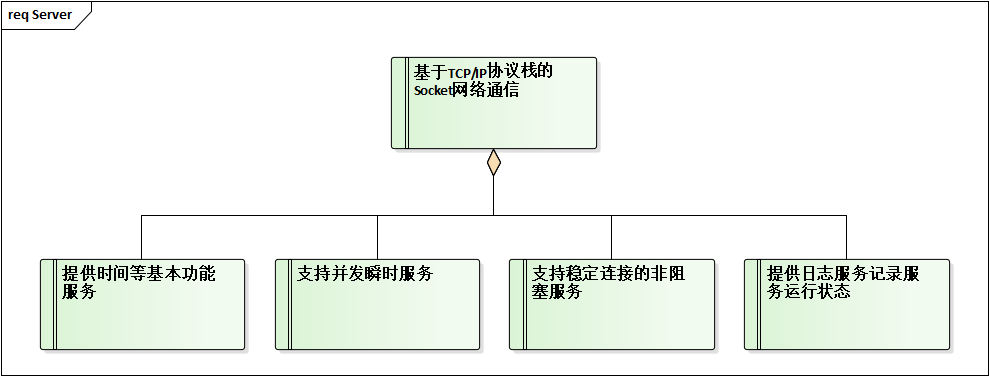 req Server
基于TCP/IP协议栈的
Socket网络通信
提供时间等基本功能
服务
支持并发瞬时服务
支持稳定连接的非阻
塞服务
提供日志服务记录服
务运行状态